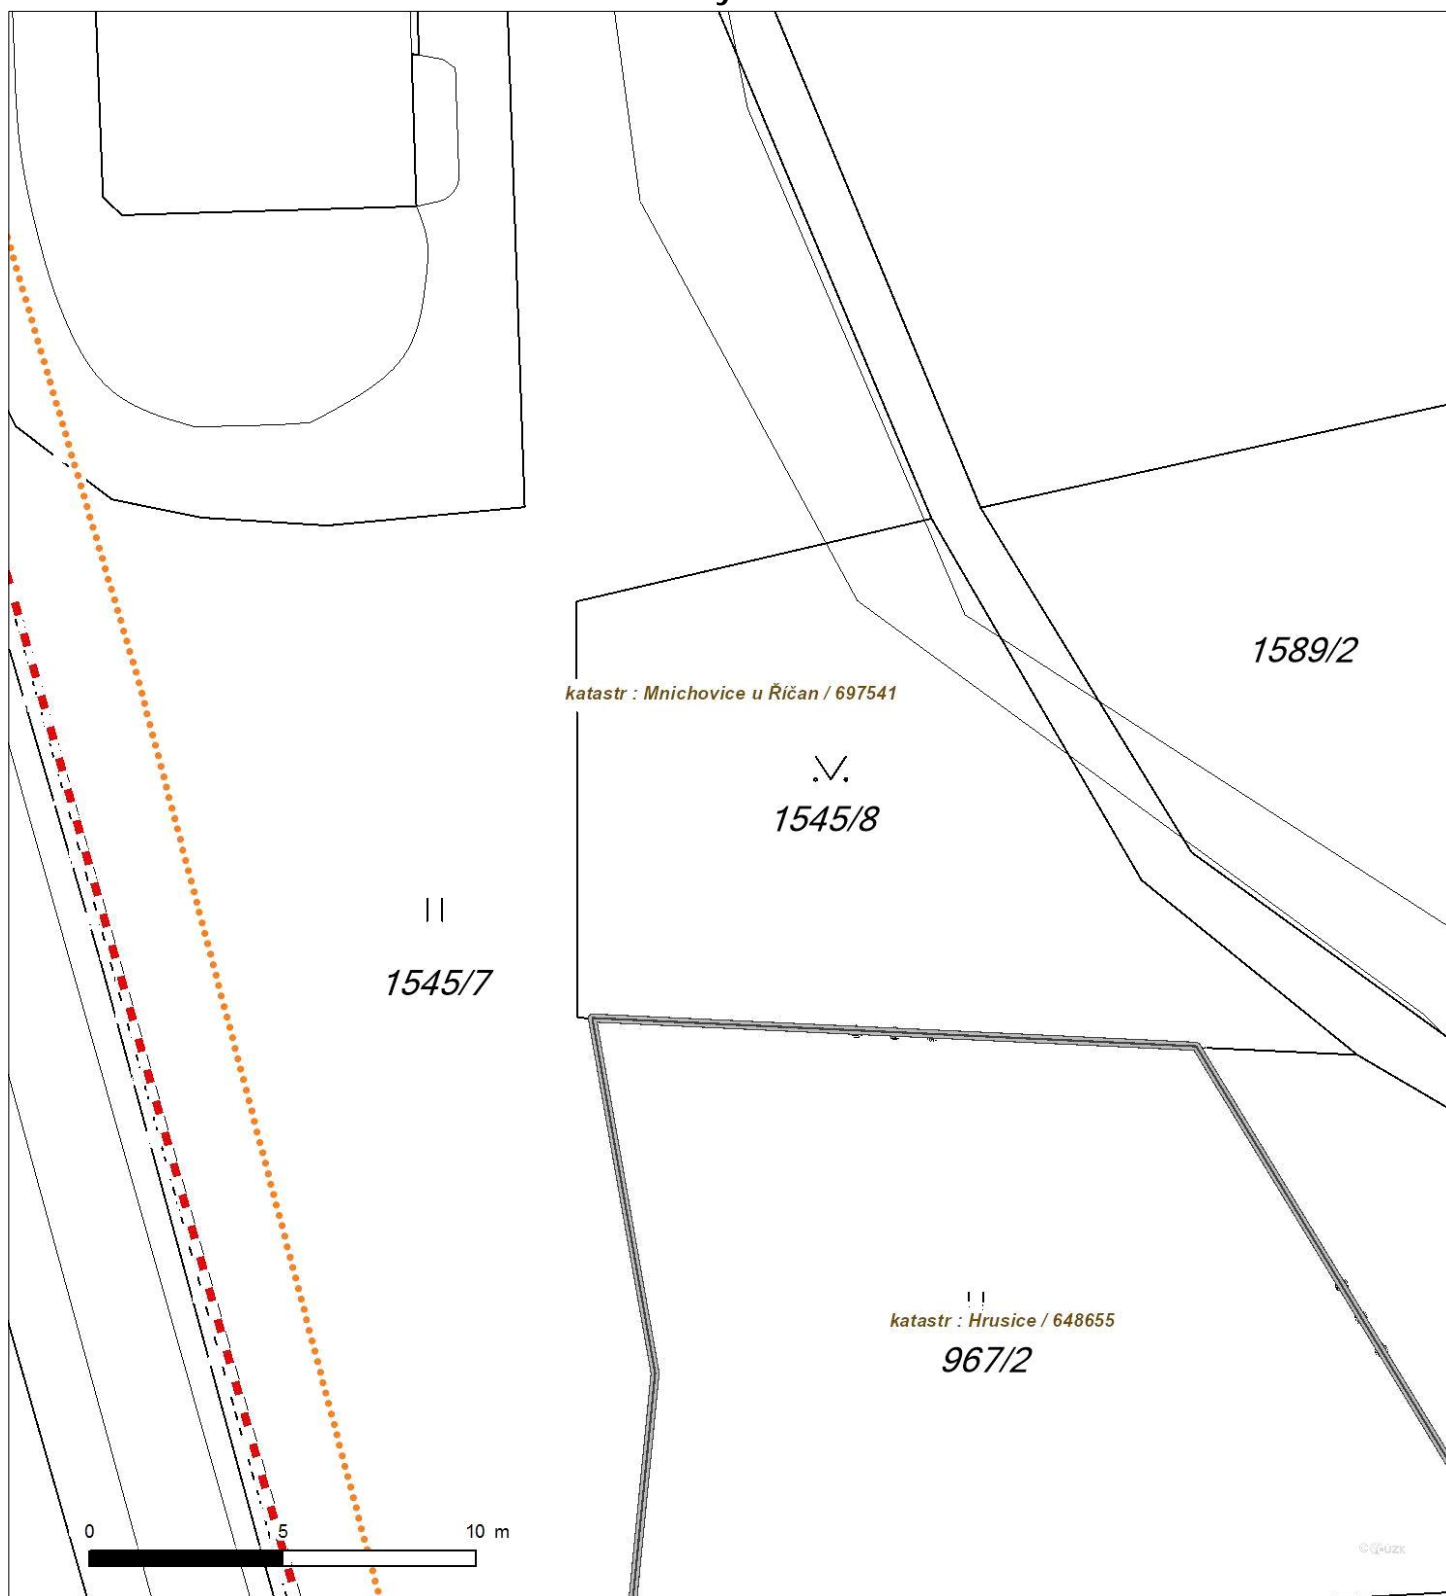 1589/2
katastr : Mnichovice u Říčan / 697541
1545/8
1545/7
katastr : Hrusice / 648655
967/2
0 5 10 m